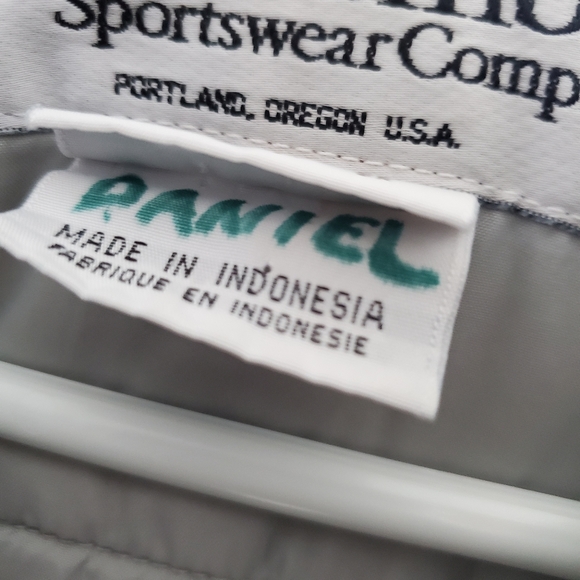 Sportswear Comp
PORTLAND, OREGON U.S.A.
DANIEL
MADE IN INDONESIA
FABRIQUE EN INDONESIE